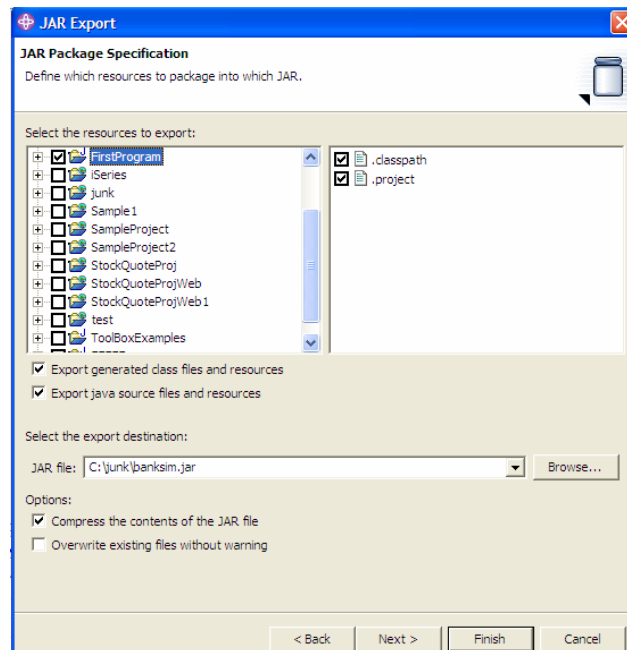 JAR Export
JAR Package Specification
Define which resources to package into which JAR.
Select the resources to export:
FirstProgram
iSeries
junk
Sample1
SampleProject
SampleProject2
StockQuoteProj
StockQuoteProjWeb
StockQuoteProjWeb1
test
ToolBoxExamples
.classpath
.project
Export generated class files and resources
Export java source files and resources
Select the export destination:
JAR file: C:\junk\banksim.jar Browse...
Options:
Compress the contents of the JAR file
Overwrite existing files without warning
< Back Next > Finish Cancel